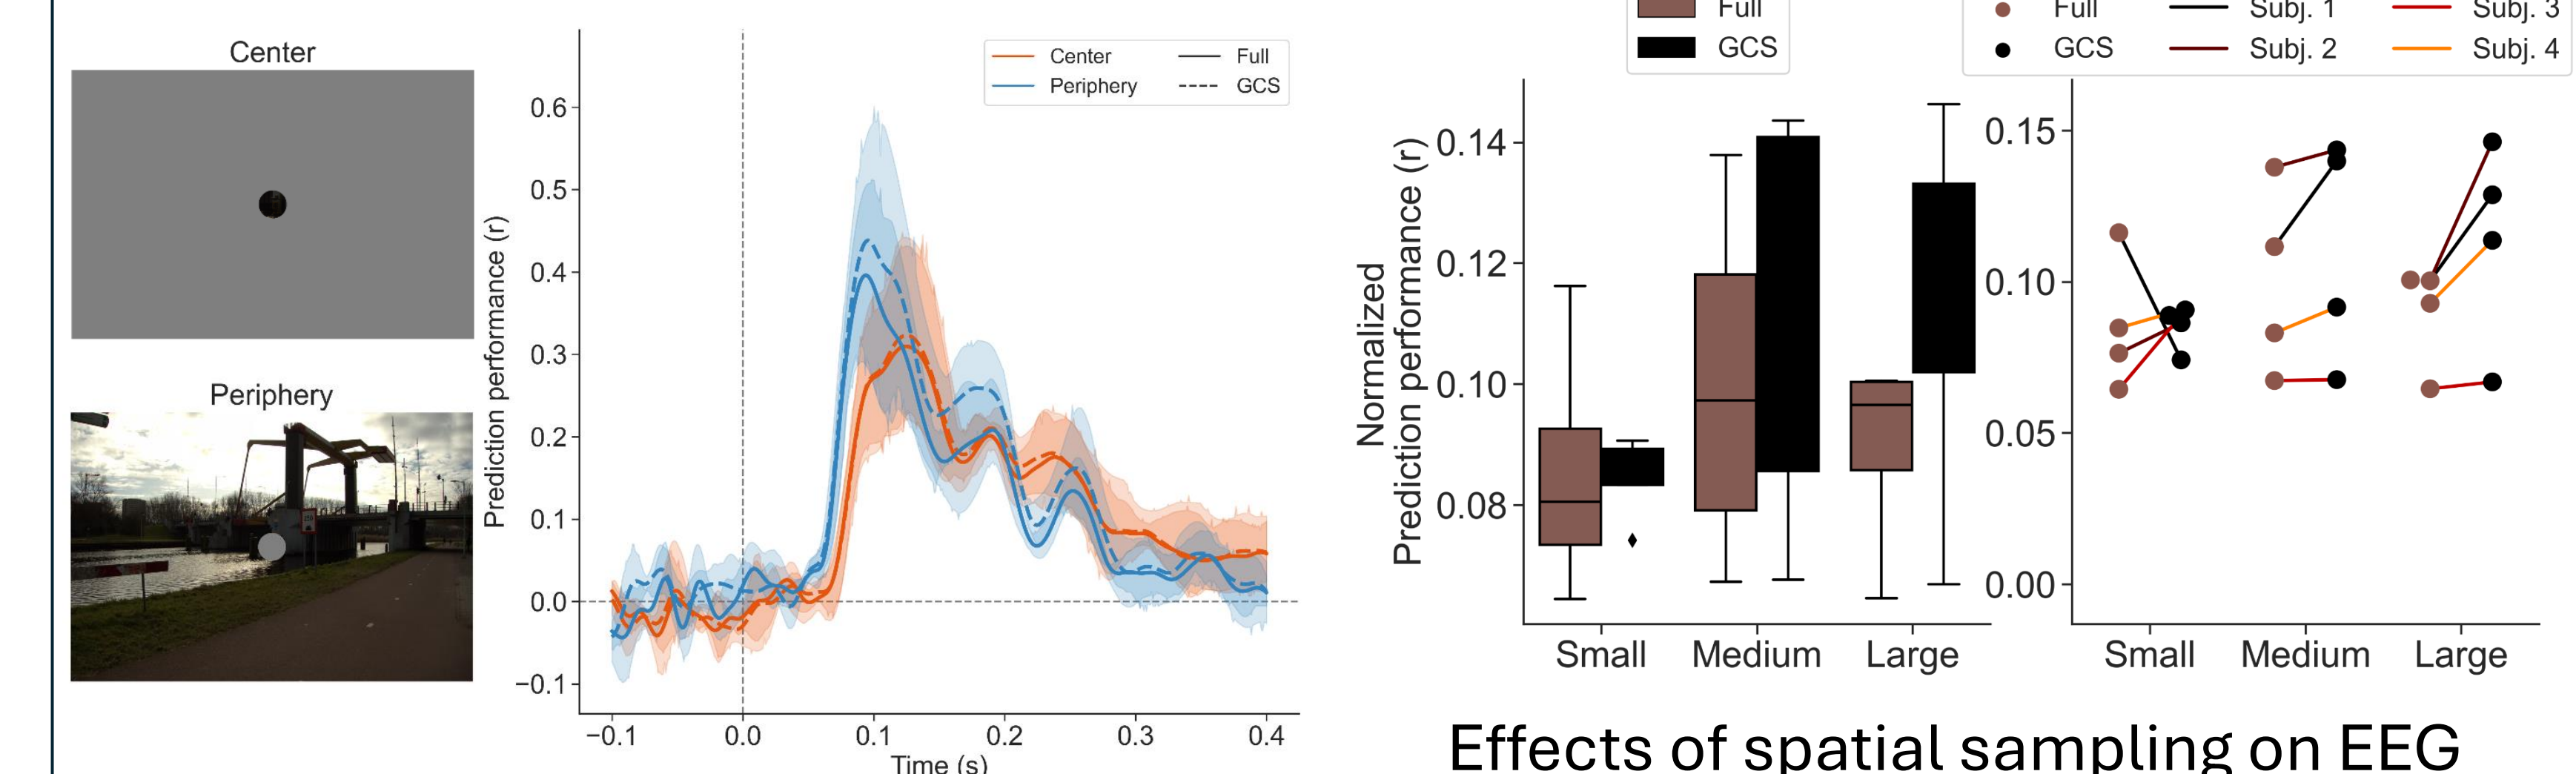 Center
Periphery
Center
Full
Periphery
GCS
Prediction performance (r)
0.6
0.5
0.4
0.3
0.2
0.1
0.0
−0.1
−0.1
0.0
0.1
0.2
0.3
0.4
Time (s)
Full
GCS
Normalized
Prediction performance (r)
0.14
0.12
0.10
0.08
Small
Medium
Large
Full
Subj. 1
Subj. 3
GCS
Subj. 2
Subj. 4
0.15
0.10
0.05
0.00
Small
Medium
Large
Effects of spatial sampling on EEG